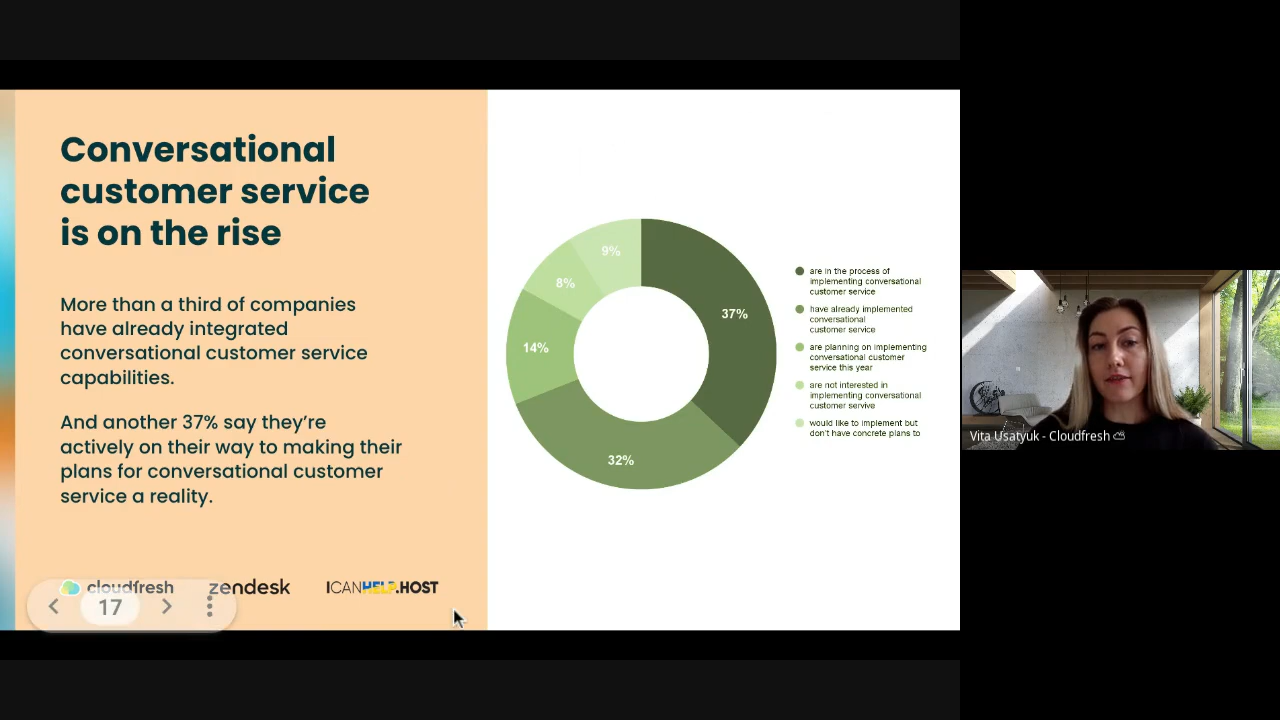 Conversational
customer service
is on the rise
More than a third of companies
have already integrated
conversational customer service
capabilities.
And another 37% say they're
actively on their way to making their
plans for conversational customer
service a reality.
cloudfresh
zendesk
ICANHELP.HOST
17
9%
8%
37%
14%
32%
are in the process of
implementing conversational
customer service
have already implemented
conversational
customer service
are planning on implementing
conversational customer
service this year
are not interested in
implementing conversational
customer servive
would like to implement but
don't have concrete plans to
Vita Usatyuk - Cloudfresh